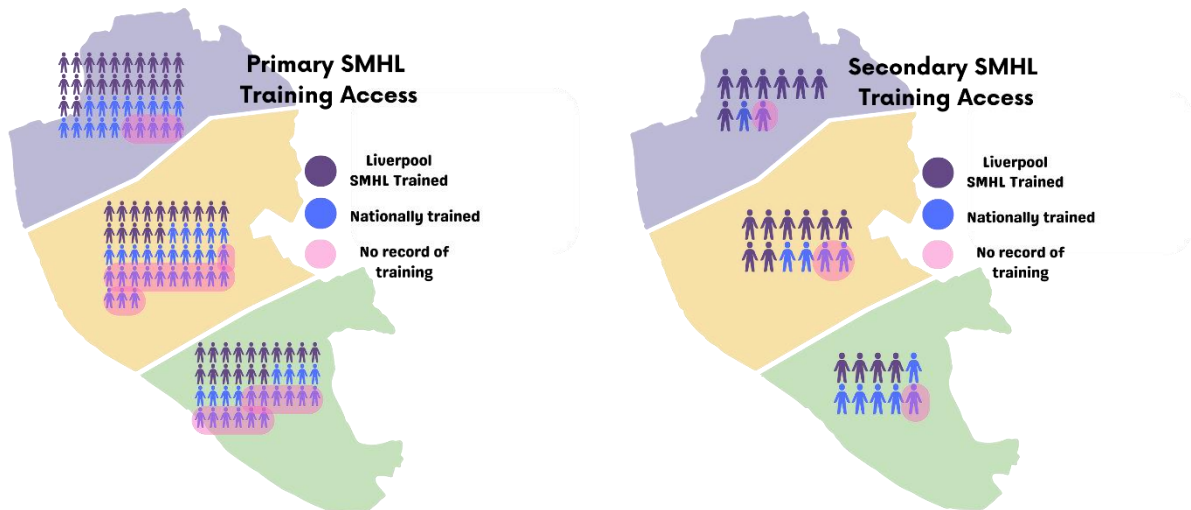 Primary SMHL
Training Access
Liverpool
SMHL Trained
Nationally trained
No record of
training
Secondary SMHL
Training Access
Liverpool
SMHL Trained
Nationally trained
No record of
training